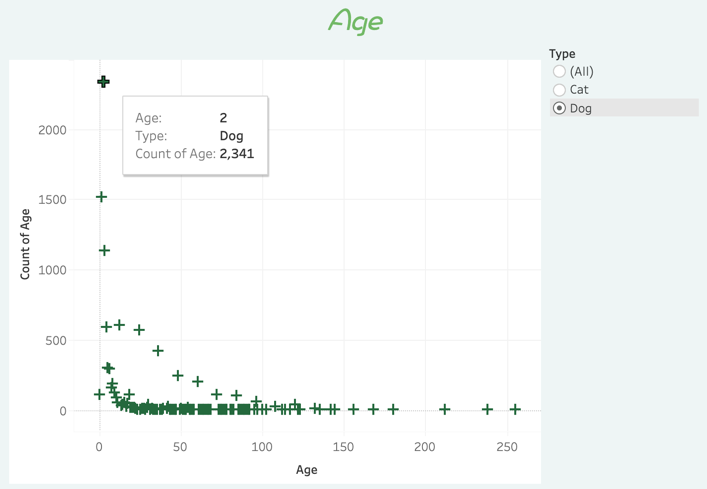 Age
Type
(All)
Cat
Dog
Age: 2
Type: Dog
Count of Age: 2,341
Count of Age
2000
1500
1000
500
0
0 50 100 150 200 250
Age